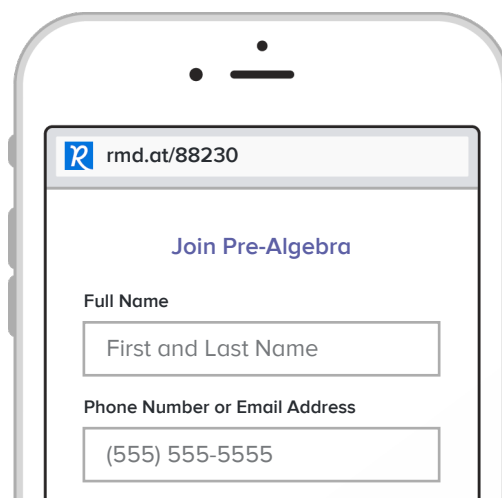 rmd.at/88230
Join Pre-Algebra
Full Name
First and Last Name
Phone Number or Email Address
(555) 555-5555